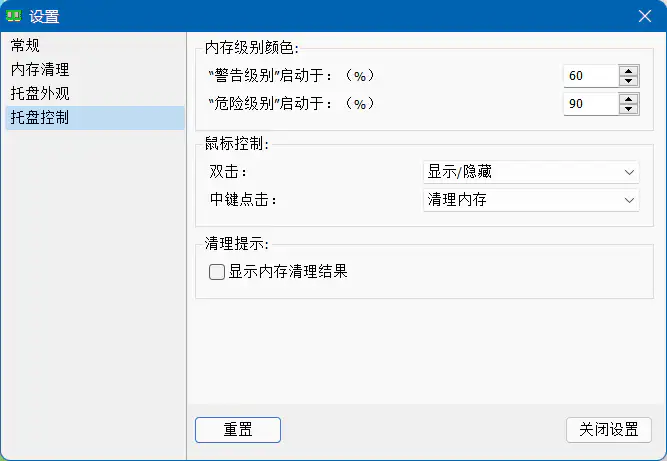 设置
常规
内存清理
托盘外观
托盘控制
内存级别颜色:
“警告级别”启动于:（%） 60
“危险级别”启动于:（%） 90
鼠标控制:
双击: 显示/隐藏
中键点击: 清理内存
清理提示:
显示内存清理结果
重置 关闭设置